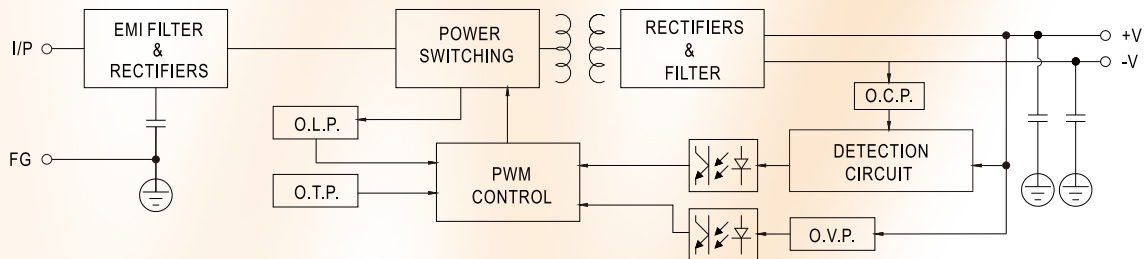 I/P
EMI FILTER
&
RECTIFIERS
POWER
SWITCHING
RECTIFIERS
&
FILTER
+V
-V
O.C.P.
O.L.P.
FG
O.T.P.
PWM
CONTROL
DETECTION
CIRCUIT
O.V.P.